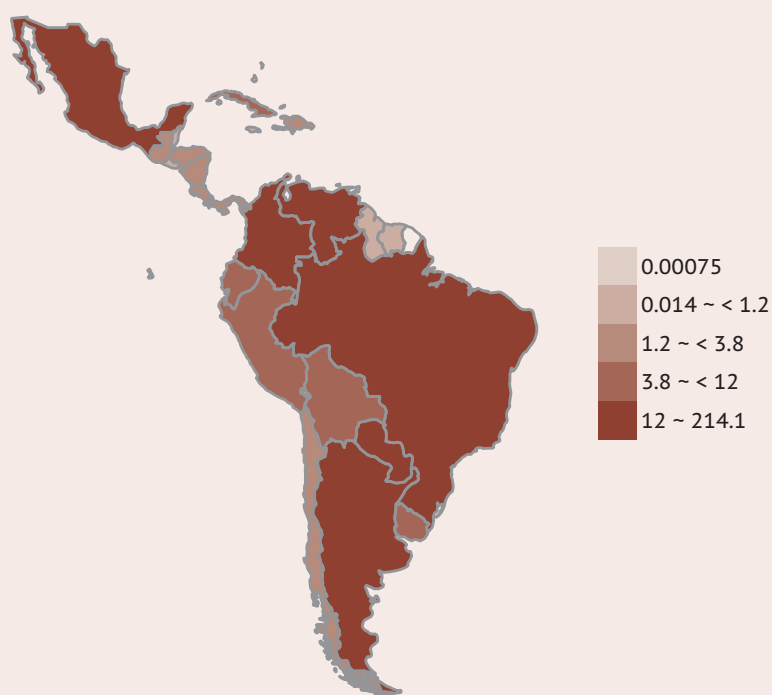 0.00075
0.014 ~ < 1.2
1.2 ~ < 3.8
3.8 ~ < 12
12 ~ 214.1